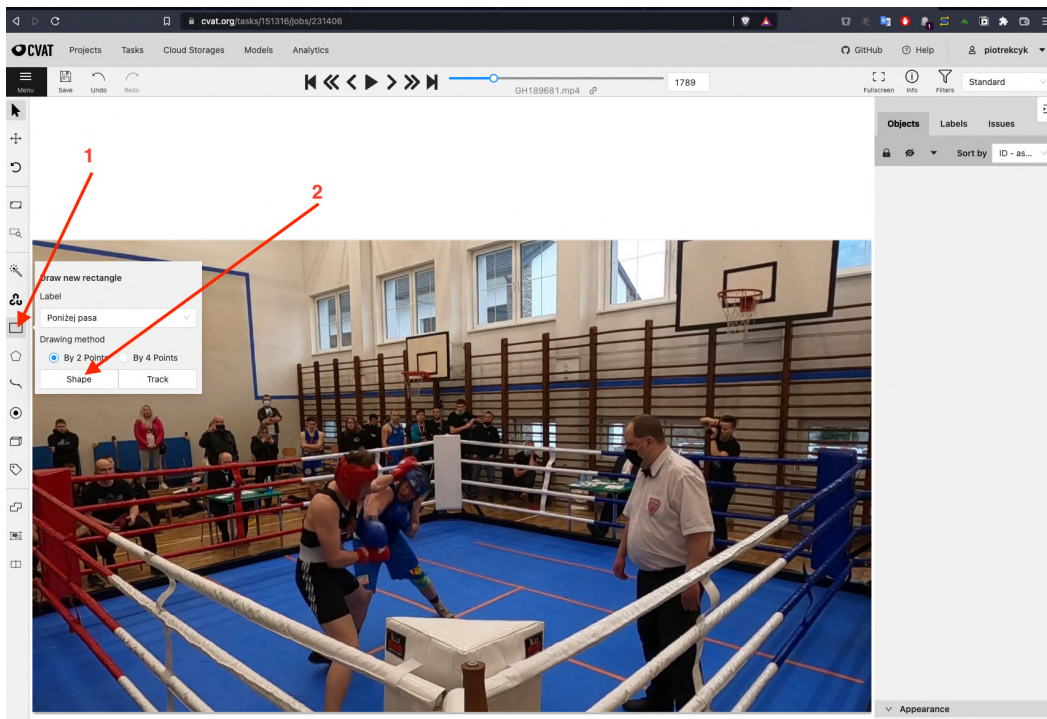 cvat.org/tasks/151316/jobs/231406
CVAT Projects Tasks Cloud Storages Models Analytics GitHub Help piotrekcyk
Menu Save Undo Redo GH189681.mp4 1789 Fullscreen Info Filters Standard
Objects Labels Issues
Sort by ID - as...
1
2
Draw new rectangle
Label
Poniżej pasa
Drawing method
By 2 Points By 4 Points
Shape Track
Appearance